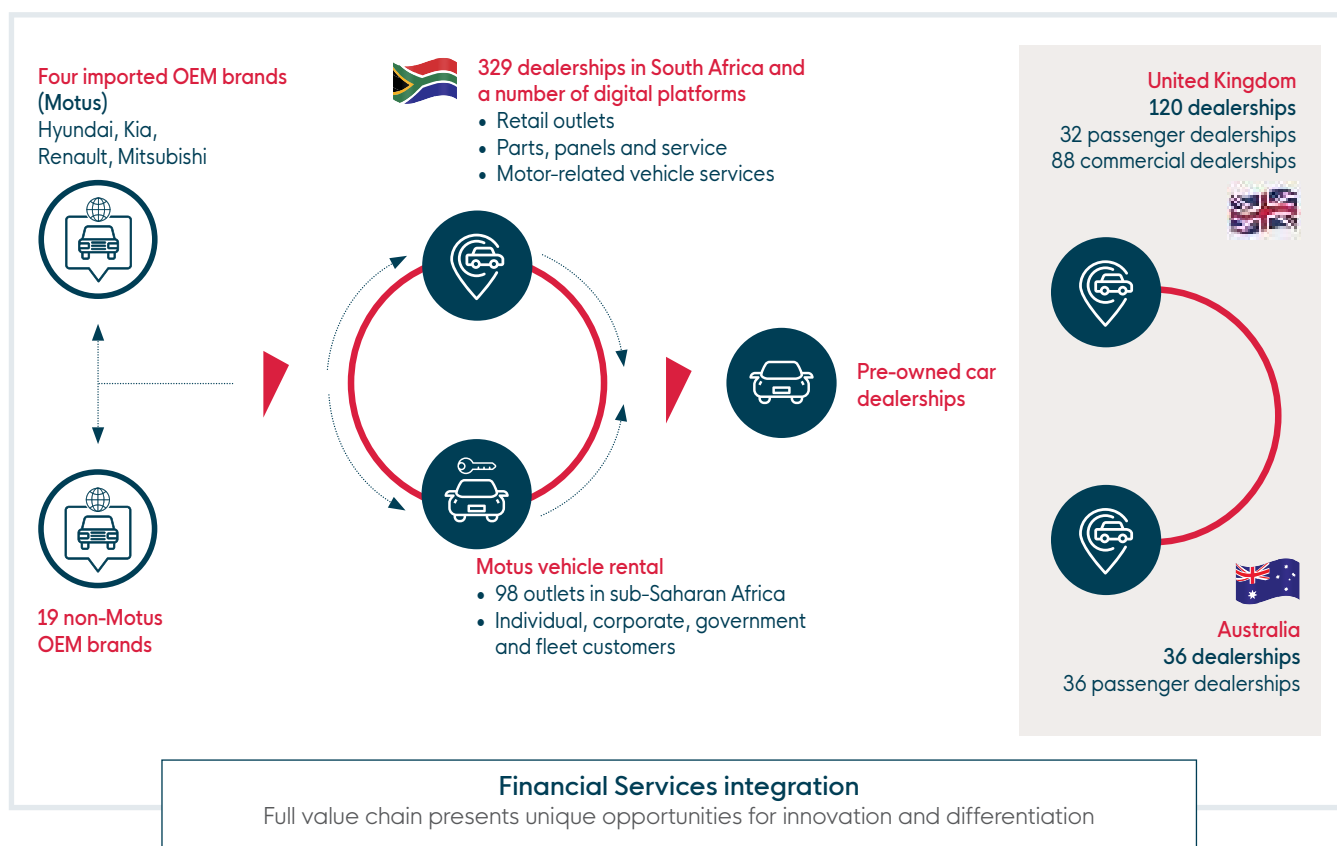 Four imported OEM brands
(Motus)
Hyundai, Kia,
Renault, Mitsubishi
19 non-Motus
OEM brands
329 dealerships in South Africa and
a number of digital platforms
• Retail outlets
• Parts, panels and service
• Motor-related vehicle services
Motus vehicle rental
• 98 outlets in sub-Saharan Africa
• Individual, corporate, government
and fleet customers
Pre-owned car
dealerships
United Kingdom
120 dealerships
32 passenger dealerships
88 commercial dealerships
Australia
36 dealerships
36 passenger dealerships
Financial Services integration
Full value chain presents unique opportunities for innovation and differentiation